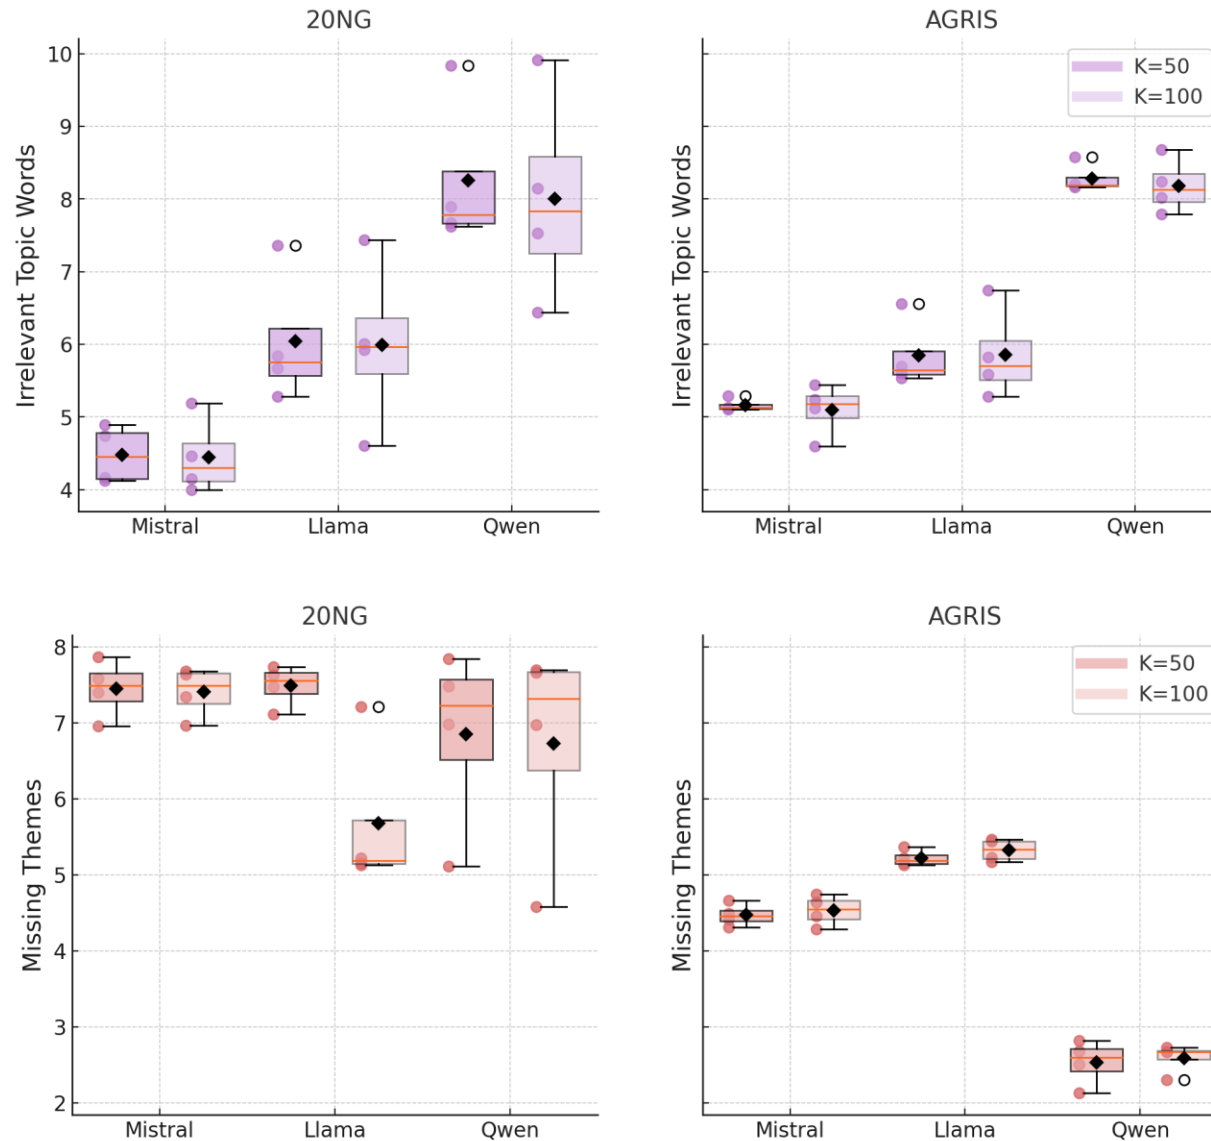 20NG
AGRIS
Irrelevant Topic Words
10
9
8
7
6
5
4
Mistral
Llama
Qwen
Irrelevant Topic Words
K=50
K=100
Mistral
Llama
Qwen
20NG
AGRIS
Missing Themes
8
7
6
5
4
3
2
Mistral
Llama
Qwen
Missing Themes
K=50
K=100
Mistral
Llama
Qwen